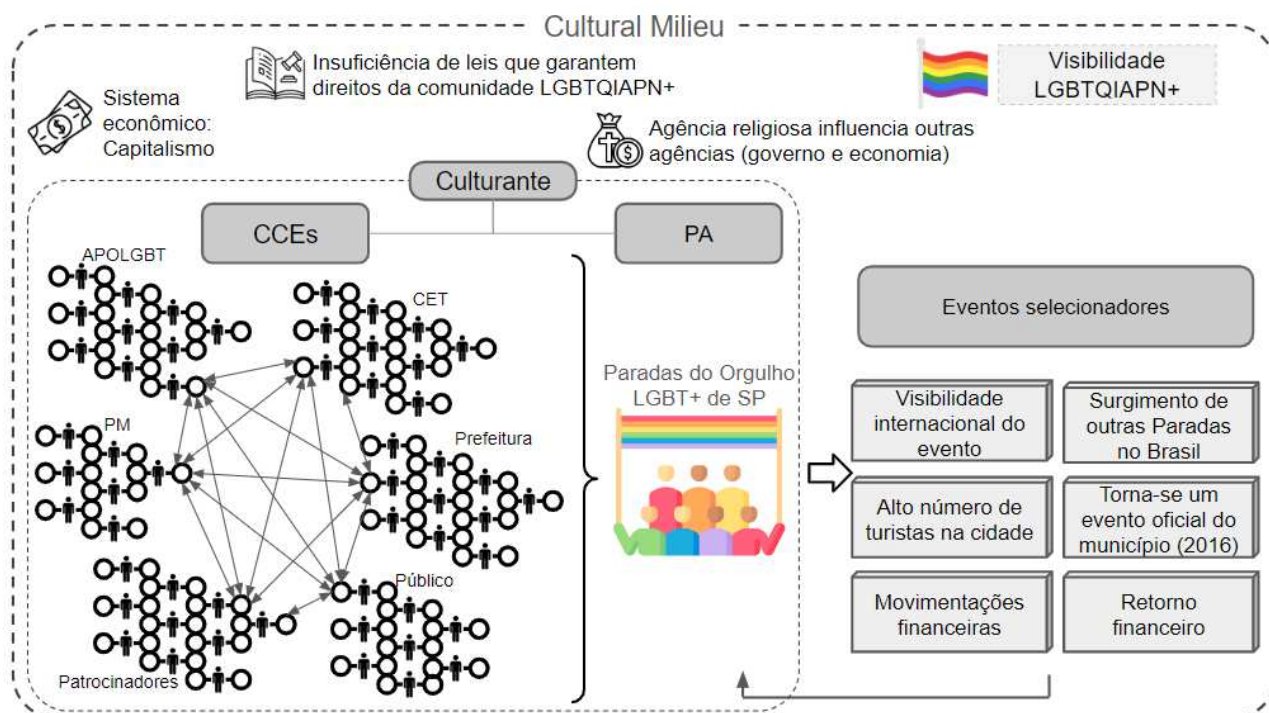 Cultural Milieu
Insuficiência de leis que garantem
direitos da comunidade LGBTQIAPN+
Visibilidade
LGBTQIAPN+
Sistema
econômico:
Capitalismo
Agência religiosa influencia outras
agências (governo e economia)
Culturante
CCEs
PA
APOLGBT
CET
PM
Prefeitura
Público
Patrocinadores
Paradas do Orgulho
LGBT+ de SP
Eventos selecionadores
Visibilidade
internacional do
evento
Surgimento de
outras Paradas
no Brasil
Alto número de
turistas na cidade
Torna-se um
evento oficial do
município (2016)
Movimentações
financeiras
Retorno
financeiro